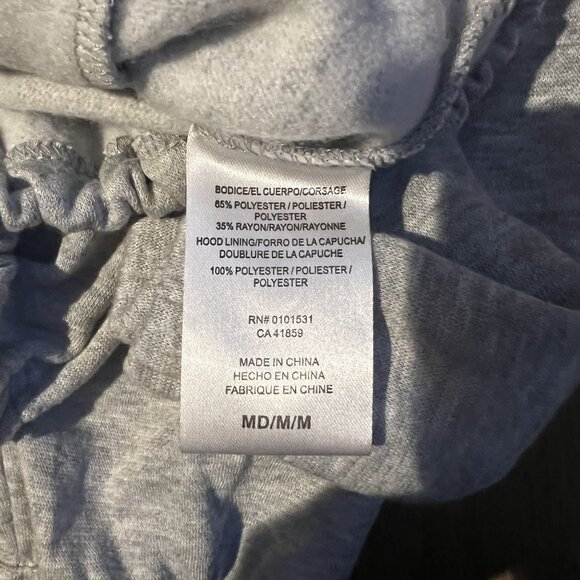 BODICE/EL CUERPO/CORSAGE
65% POLYESTER / POLIESTER /
POLYESTER
35% RAYON/RAYON/RAYONNE
HOOD LINING/FORRO DE LA CAPUCHA/
DOUBLURE DE LA CAPUCHE
100% POLYESTER / POLIESTER /
POLYESTER
RN# 0101531
CA 41859
MADE IN CHINA
HECHO EN CHINA
FABRIQUE EN CHINE
MD/M/M